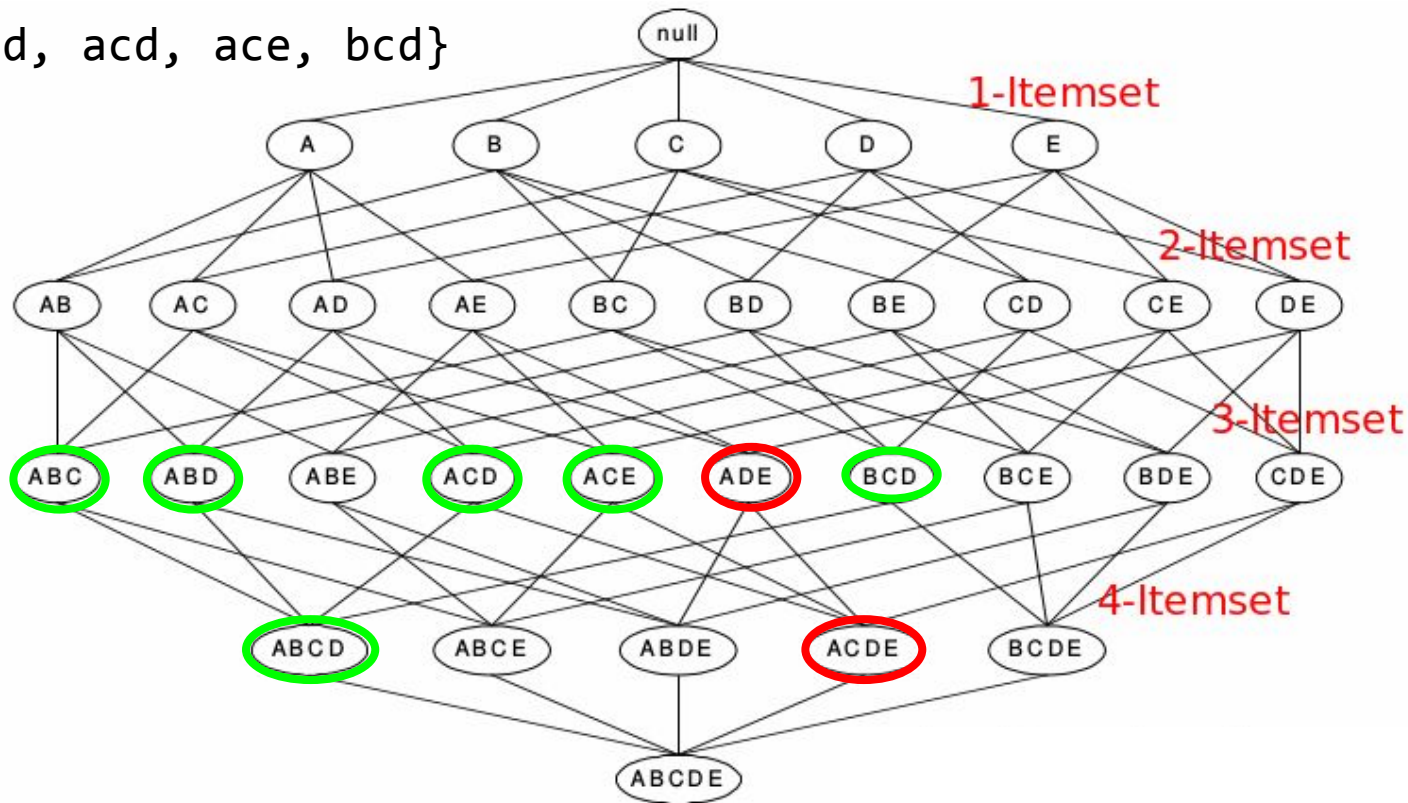 d, acd, ace, bcd}
null
1-Itemset
A B C D E
2-Itemset
AB AC AD AE BC BD BE CD CE DE
3-Itemset
ABC ABD ABE ACD ACE ADE BCD BCE BDE CDE
4-Itemset
ABCD ABCE ABDE ACDE BCDE
ABCDE